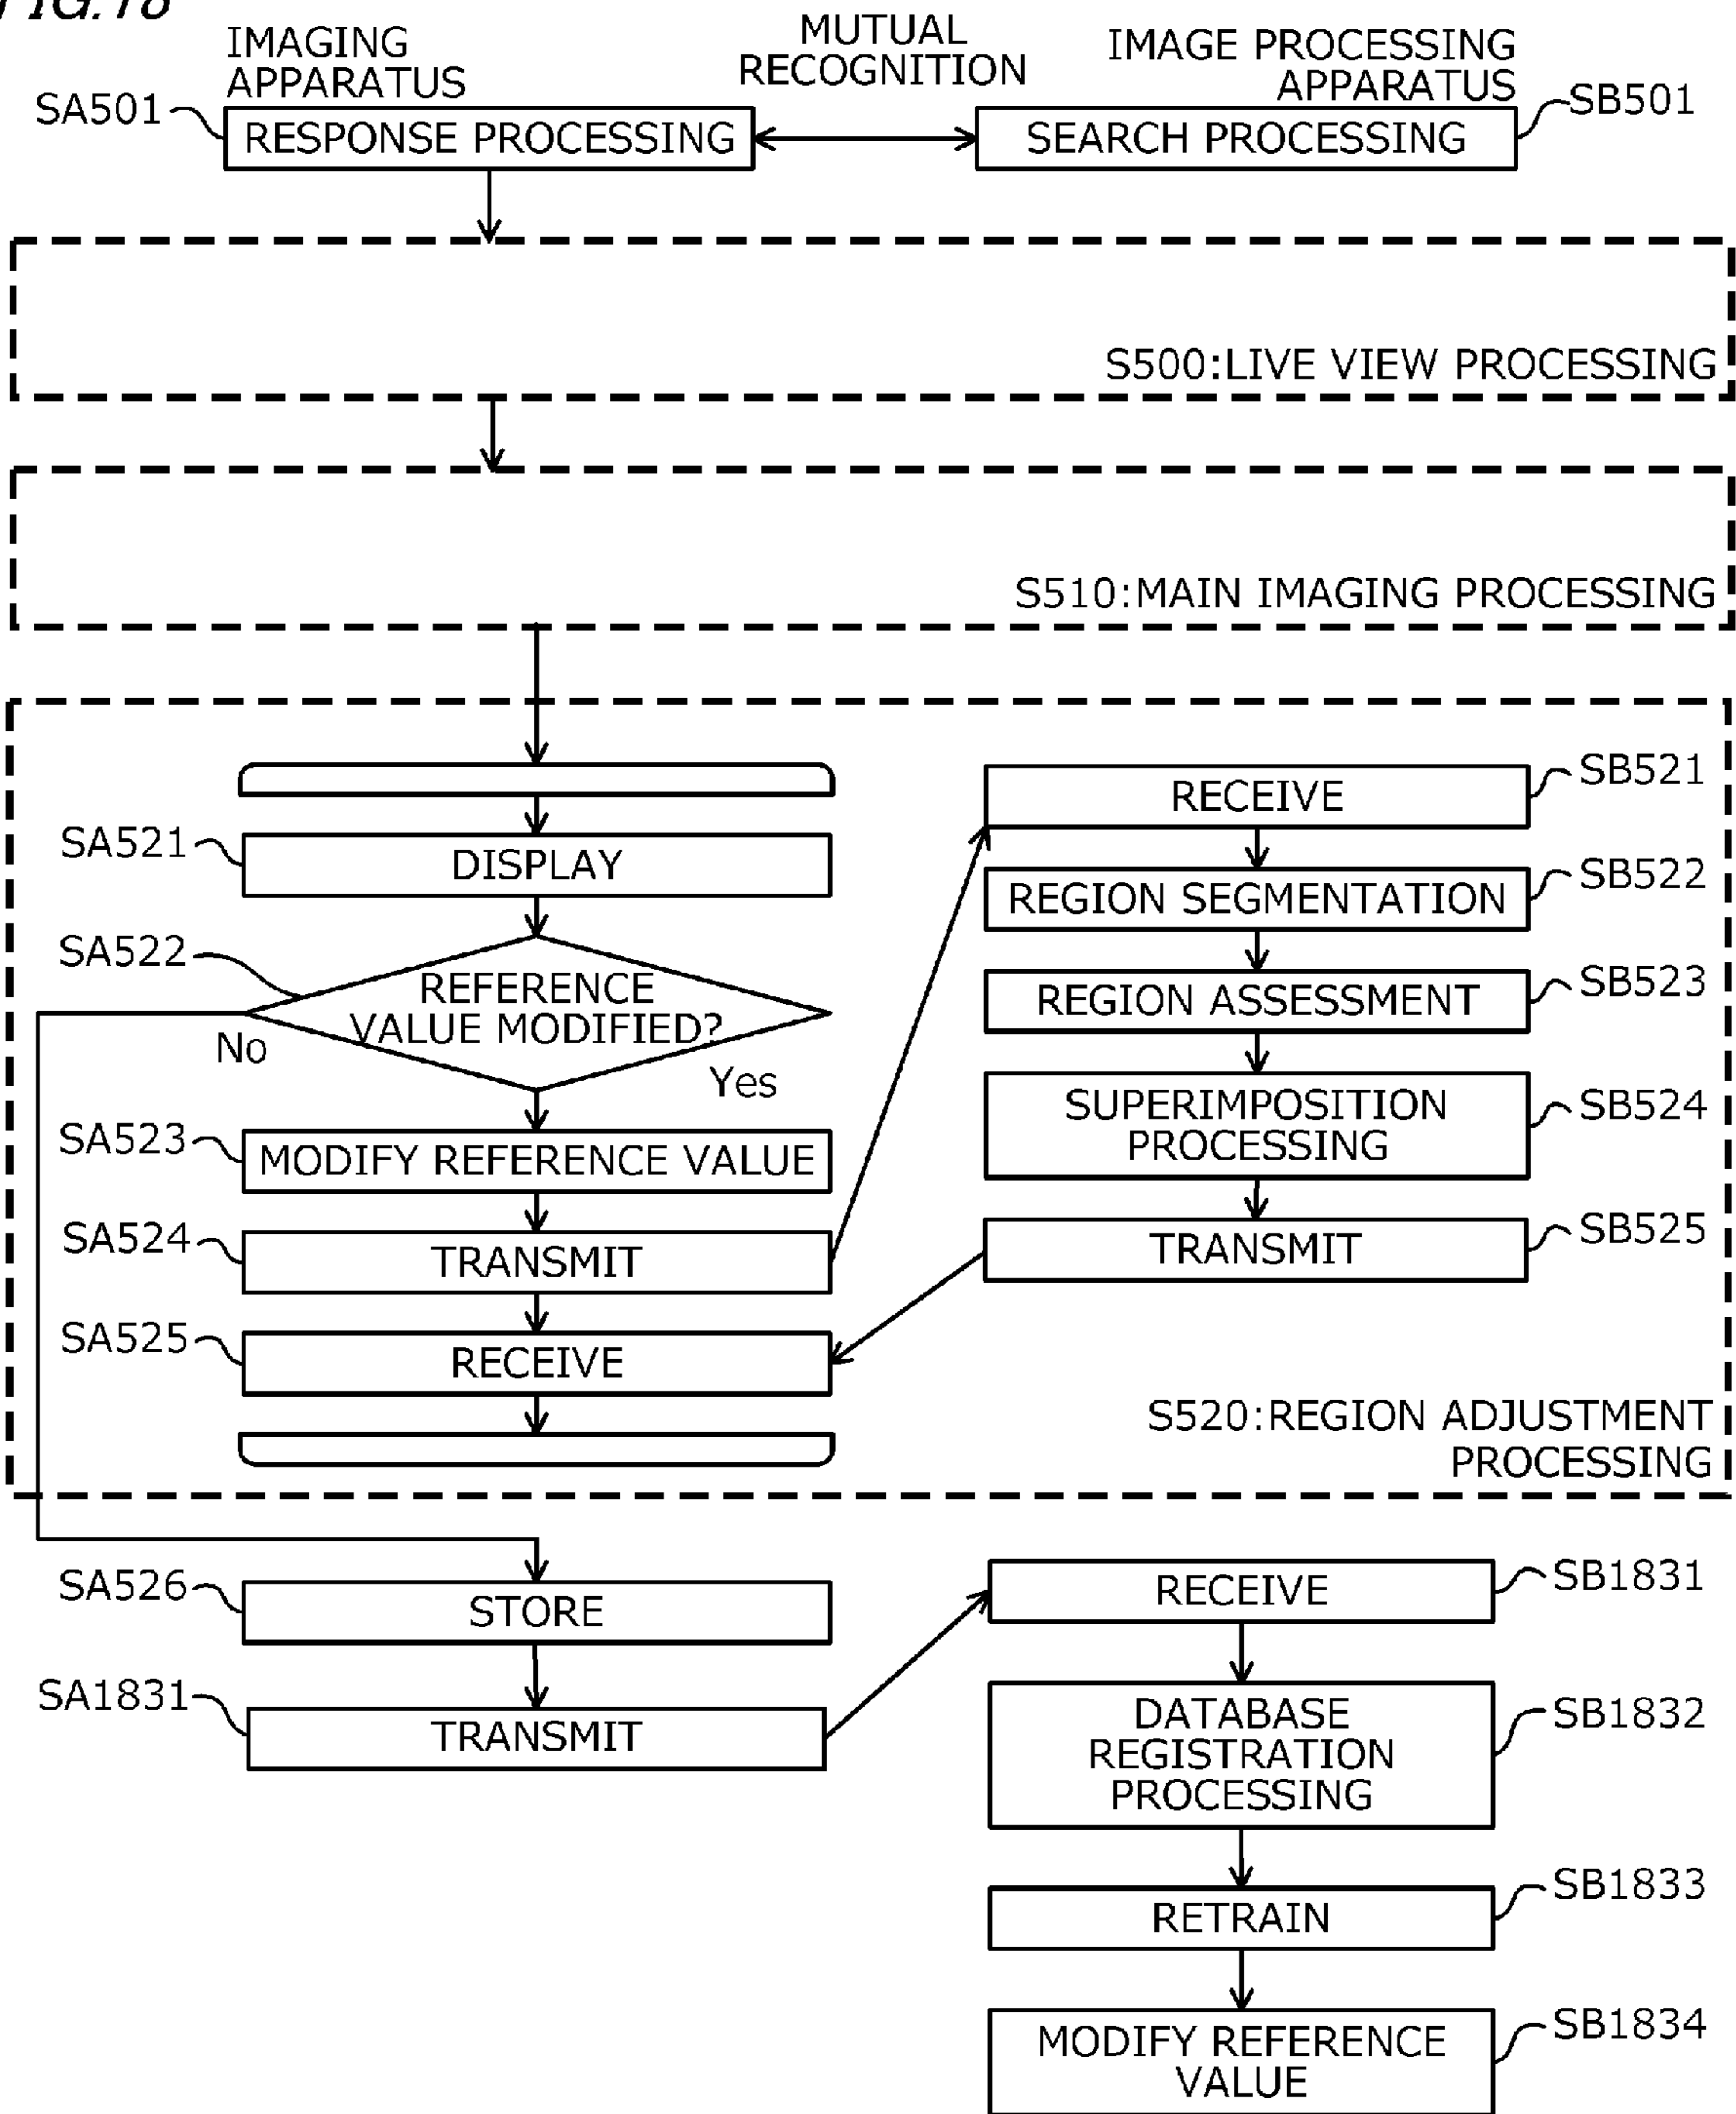 FIG. 18
IMAGING
APPARATUS
MUTUAL
RECOGNITION
IMAGE PROCESSING
APPARATUS
SA501
RESPONSE PROCESSING
SEARCH PROCESSING
SB501
S500:LIVE VIEW PROCESSING
S510:MAIN IMAGING PROCESSING
SA521
DISPLAY
SA522
REFERENCE
VALUE MODIFIED?
No
Yes
SA523
MODIFY REFERENCE VALUE
SA524
TRANSMIT
SA525
RECEIVE
RECEIVE
SB521
REGION SEGMENTATION
SB522
REGION ASSESSMENT
SB523
SUPERIMPOSITION
PROCESSING
SB524
TRANSMIT
SB525
S520:REGION ADJUSTMENT
PROCESSING
SA526
STORE
SA1831
TRANSMIT
RECEIVE
SB1831
DATABASE
REGISTRATION
PROCESSING
SB1832
RETRAIN
SB1833
MODIFY REFERENCE
VALUE
SB1834